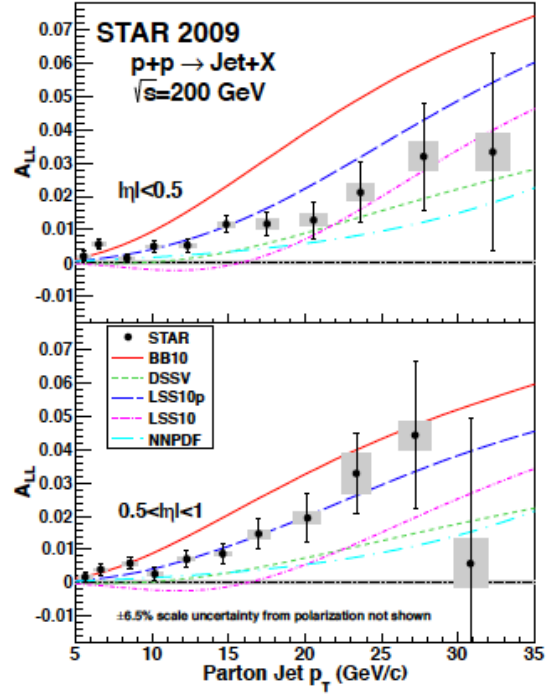 STAR 2009
p+p → Jet+X
√s=200 GeV
|η|<0.5
A_LL
0.07
0.06
0.05
0.04
0.03
0.02
0.01
0
-0.01
STAR
BB10
DSSV
LSS10p
LSS10
NNPDF
0.5<|η|<1
A_LL
0.07
0.06
0.05
0.04
0.03
0.02
0.01
0
-0.01
±6.5% scale uncertainty from polarization not shown
5 10 15 20 25 30 35
Parton Jet p_T (GeV/c)